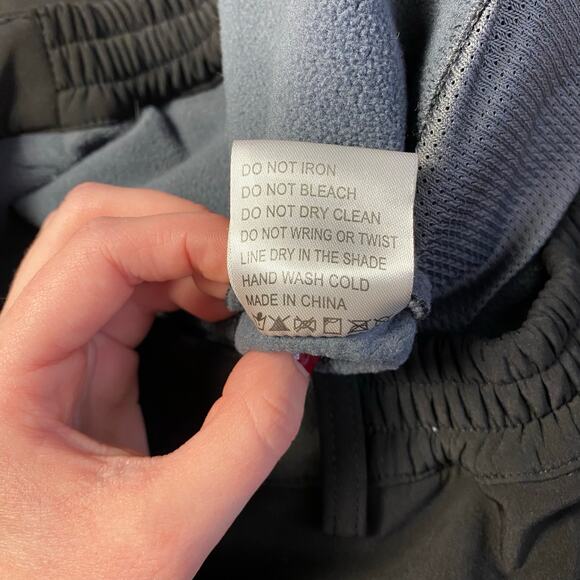 DO NOT IRON
DO NOT BLEACH
DO NOT DRY CLEAN
DO NOT WRING OR TWIST
LINE DRY IN THE SHADE
HAND WASH COLD
MADE IN CHINA